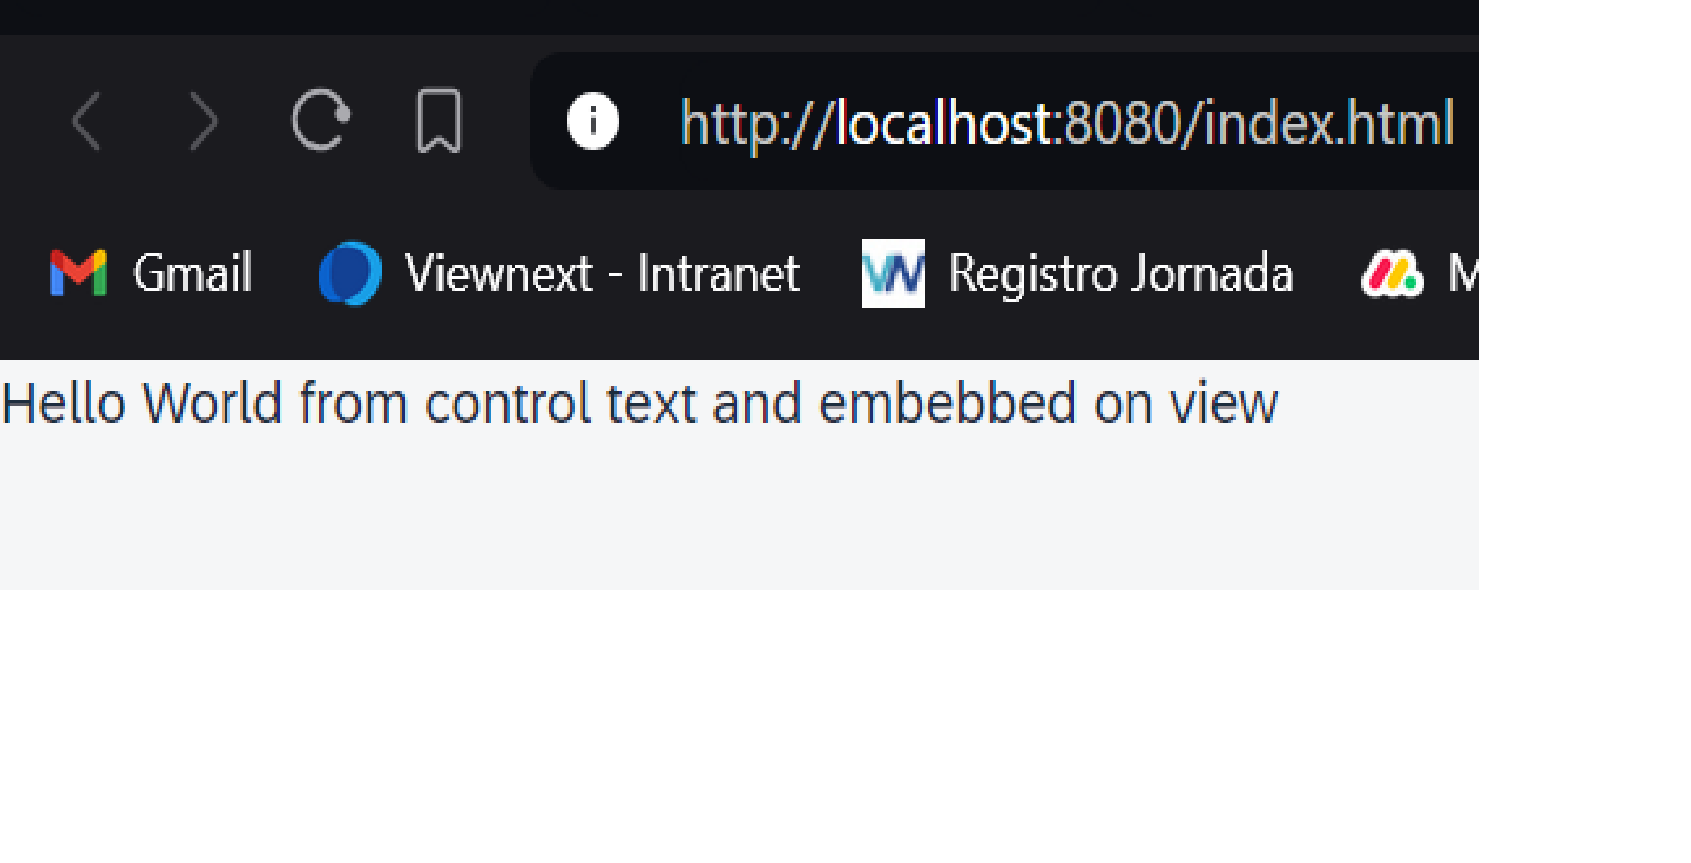 http://localhost:8080/index.html
Gmail Viewnext - Intranet Registro Jornada M
Hello World from control text and embebbed on view